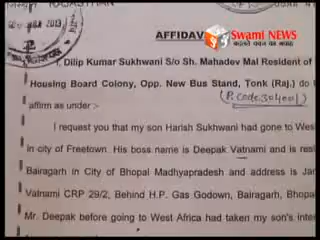 RAJASTHAN
Swami NEWS
AFFIDAV
I, Dilip Kumar Sukhwani S/o Sh. Mahadev Mal Resident of
Housing Board Colony, Opp. New Bus Stand, Tonk (Raj.) do
(P.code 304001)
affirm as under :-
I request you that my son Harish Sukhwani had gone to West
in city of Freetown. His boss name is Deepak Vatnami and is resi
Bairagarh in City of Bhopal Madhyapradesh and address is Jar
Vatnami CRP 29/2, Behind H.P. Gas Godown, Bairagarh, Bhopa
Mr. Deepak before going to West Africa had taken my son's inte